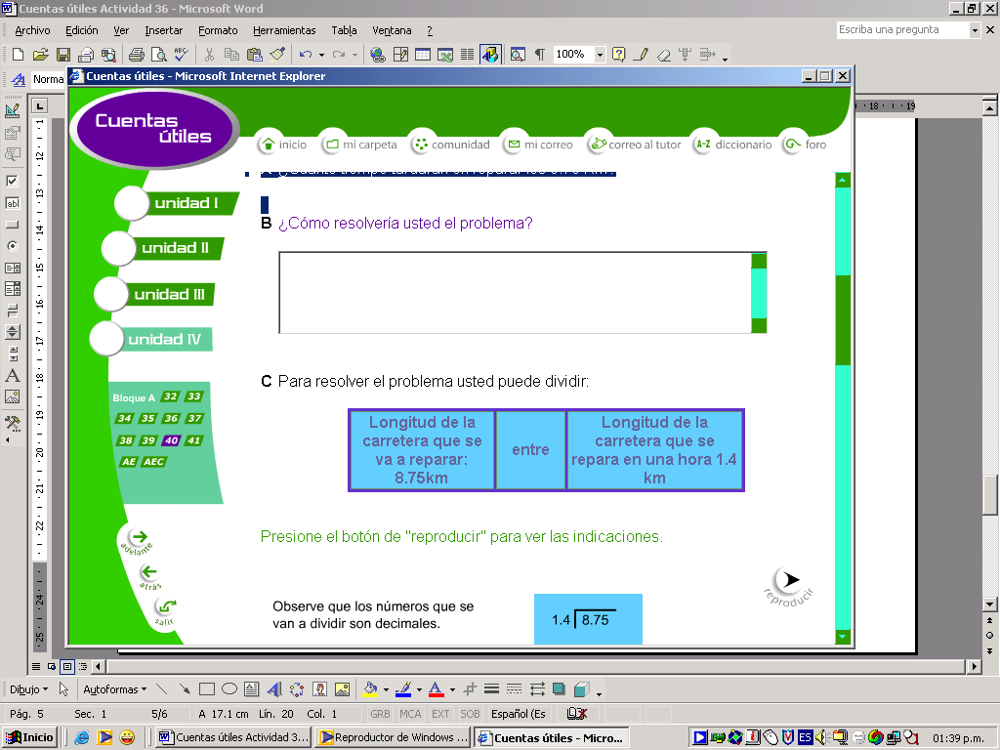 Cuentas útiles Actividad 36 - Microsoft Word
Archivo Edición Ver Insertar Formato Herramientas Tabla Ventana ?
Escriba una pregunta
100%
Norma
Cuentas útiles - Microsoft Internet Explorer
18 19
Cuentas
útiles
inicio mi carpeta comunidad mi correo correo al tutor A-Z diccionario foro
unidad I
unidad II
unidad III
unidad IV
Bloque A 32 33
34 35 36 37
38 39 40 41
AE AEC
adelante
atrás
salir
B ¿Cómo resolvería usted el problema?
C Para resolver el problema usted puede dividir:
Longitud de la
carretera que se
va a reparar:
8.75km
entre
Longitud de la
carretera que se
repara en una hora 1.4
km
Presione el botón de "reproducir" para ver las indicaciones.
reproducir
Observe que los números que se
van a dividir son decimales.
1.4 8.75
Dibujo Autoformas
Pág. 5 Sec. 1 5/6 A 17.1 cm Lín. 20 Col. 1 GRB MCA EXT SOB Español (Es
Inicio Cuentas útiles Actividad 3... Reproductor de Windows ... Cuentas útiles - Micro... ES 01:39 p.m.